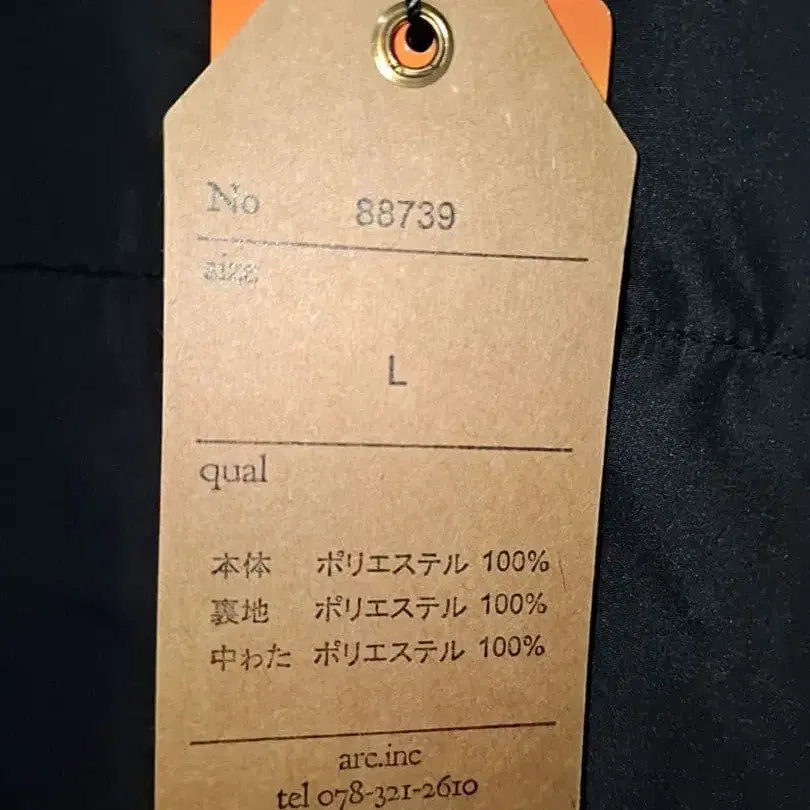 No 88739
size
L
qual
本体 ポリエステル 100%
裏地 ポリエステル 100%
中わた ポリエステル 100%
arc.inc
tel 078-321-2610